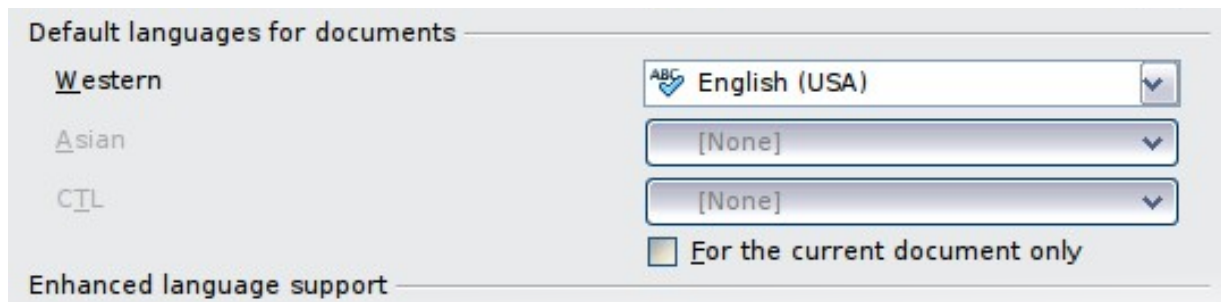 Default languages for documents
Western
ABC English (USA)
Asian
[None]
CTL
[None]
For the current document only
Enhanced language support